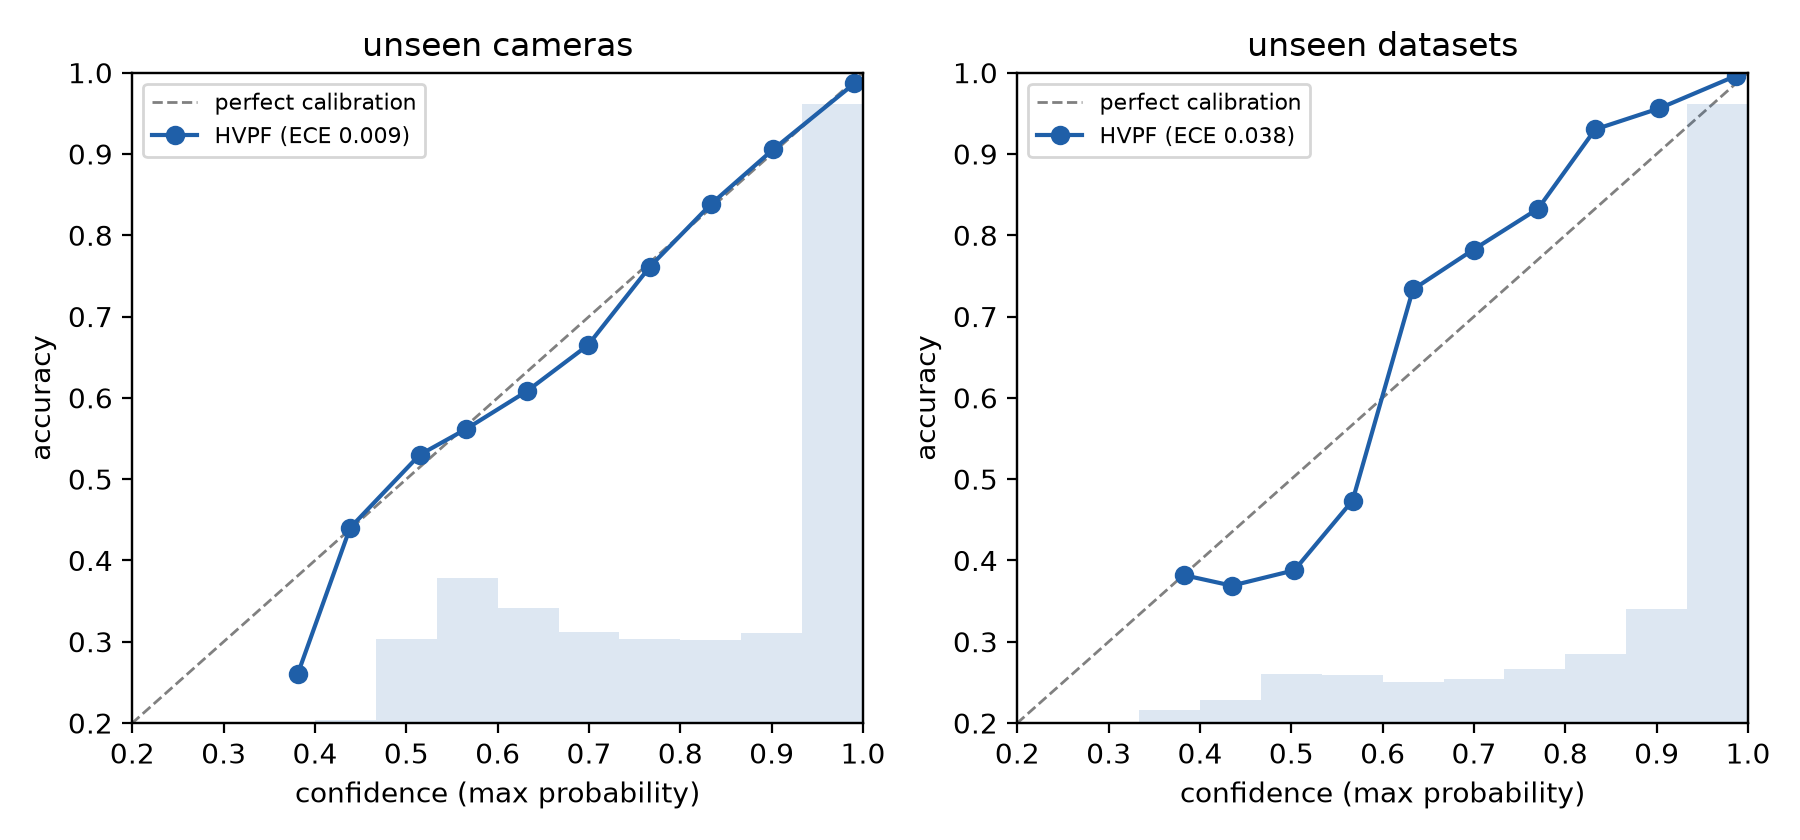 unseen cameras
perfect calibration
HVPF (ECE 0.009)
1.0
0.9
0.8
0.7
0.6
0.5
0.4
0.3
0.2
accuracy
0.2 0.3 0.4 0.5 0.6 0.7 0.8 0.9 1.0
confidence (max probability)
unseen datasets
perfect calibration
HVPF (ECE 0.038)
1.0
0.9
0.8
0.7
0.6
0.5
0.4
0.3
0.2
accuracy
0.2 0.3 0.4 0.5 0.6 0.7 0.8 0.9 1.0
confidence (max probability)